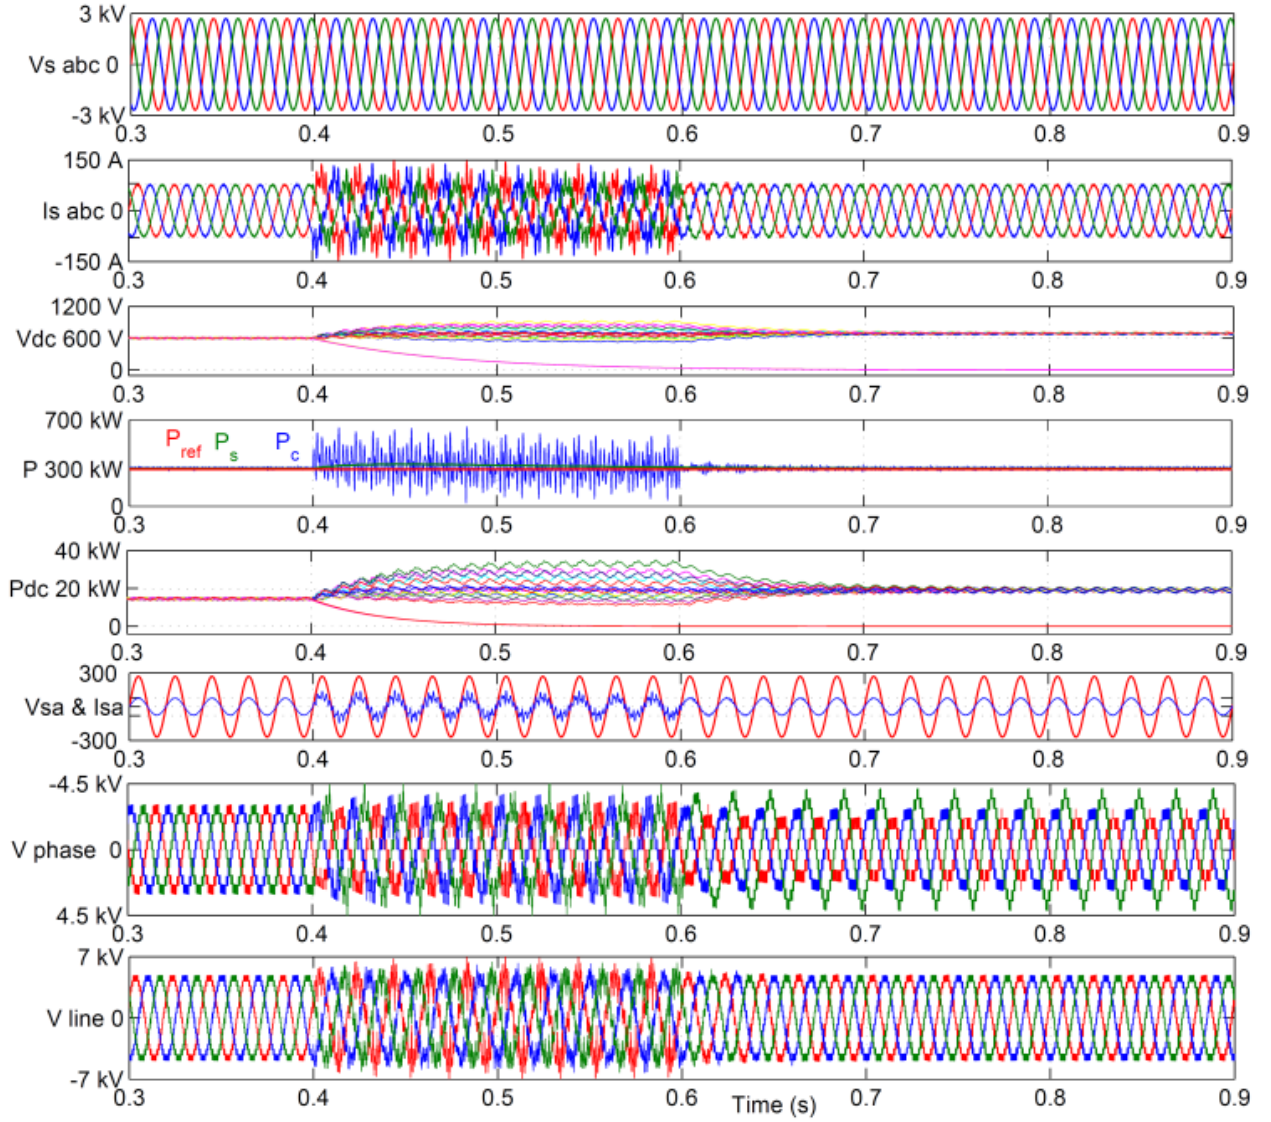 3 kV
Vs abc 0
-3 kV
0.3 0.4 0.5 0.6 0.7 0.8 0.9
150 A
Is abc 0
-150 A
0.3 0.4 0.5 0.6 0.7 0.8 0.9
1200 V
Vdc 600 V
0
0.3 0.4 0.5 0.6 0.7 0.8 0.9
700 kW
Pref Ps Pc
P 300 kW
0
0.3 0.4 0.5 0.6 0.7 0.8 0.9
40 kW
Pdc 20 kW
0
0.3 0.4 0.5 0.6 0.7 0.8 0.9
300
Vsa & Isa
-300
0.3 0.4 0.5 0.6 0.7 0.8 0.9
-4.5 kV
V phase 0
4.5 kV
0.3 0.4 0.5 0.6 0.7 0.8 0.9
7 kV
V line 0
-7 kV
0.3 0.4 0.5 0.6 0.7 0.8 0.9
Time (s)